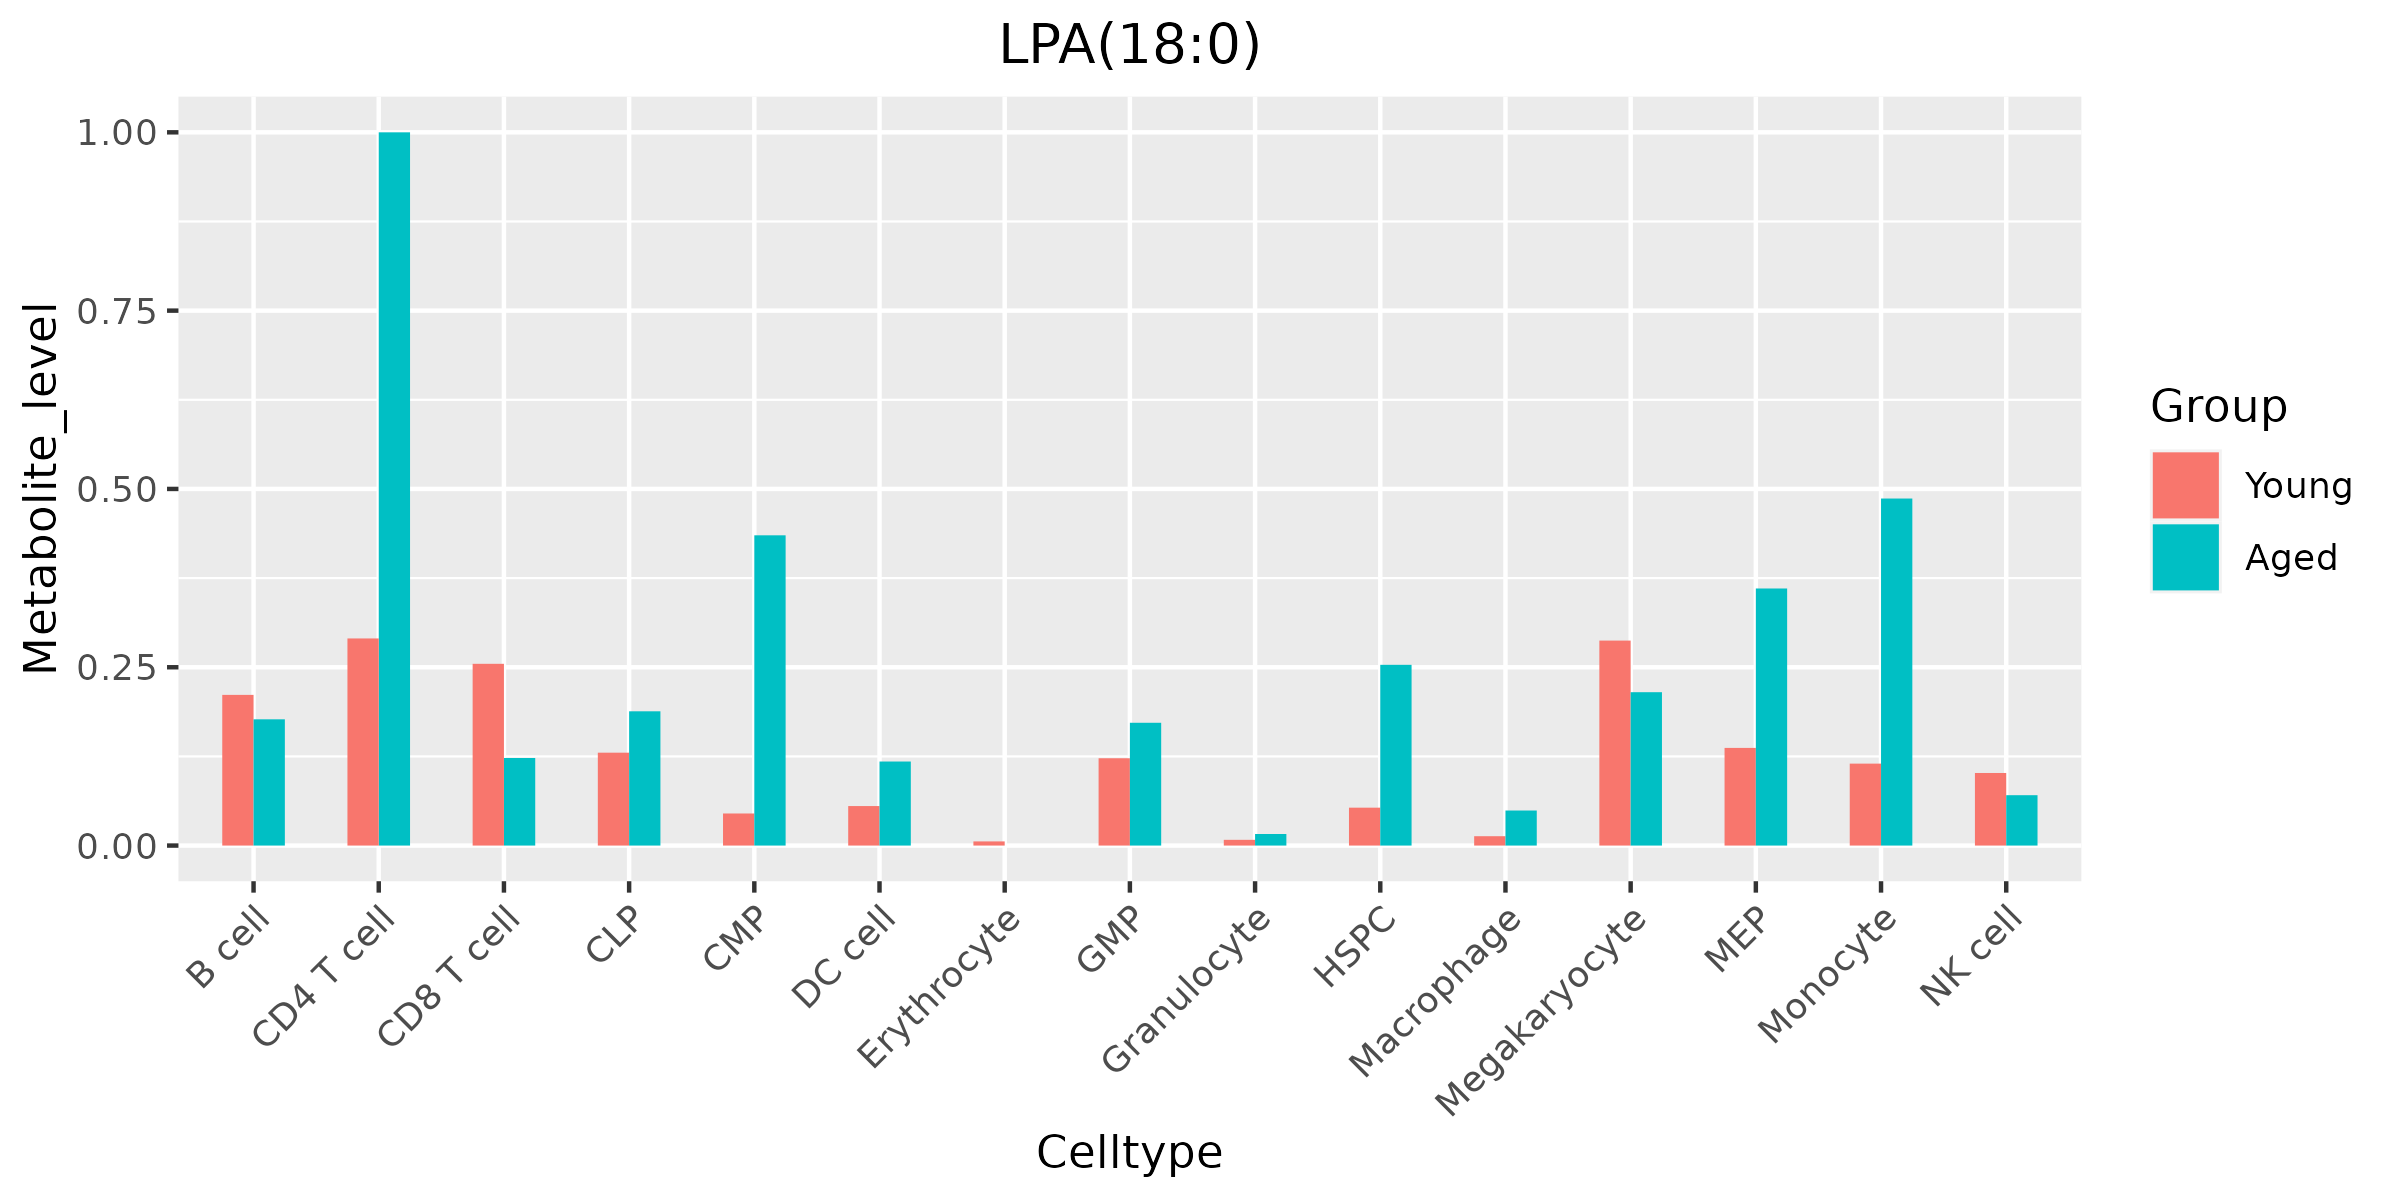 LPA(18:0)
Metabolite_level
1.00
0.75
0.50
0.25
0.00
B cell
CD4 T cell
CD8 T cell
CLP
CMP
DC cell
Erythrocyte
GMP
Granulocyte
HSPC
Macrophage
Megakaryocyte
MEP
Monocyte
NK cell
Celltype
Group
Young
Aged